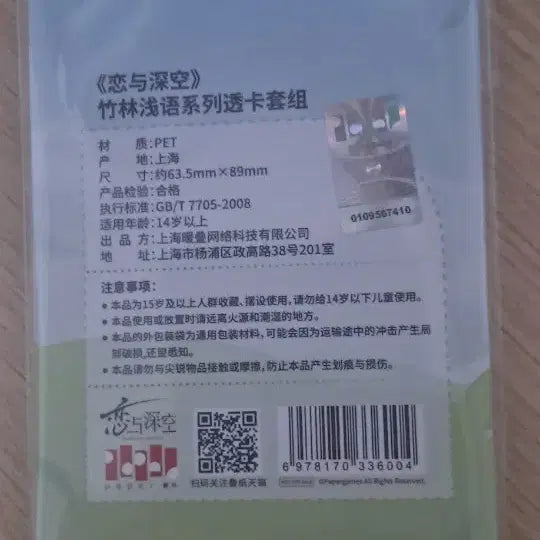 《恋与深空》
竹林浅语系列透卡套组
材 质:PET
产 地:上海
尺 寸:约63.5mm×89mm
产品检验:合格
执行标准:GB/T 7705-2008
适用年龄:14岁以上
出 品 方:上海暖叠网络科技有限公司
地 址:上海市杨浦区政高路38号201室
0109567410
注意事项:
• 本品为15岁及以上人群收藏、摆设使用,请勿给14岁以下儿童使用。
• 本品使用或放置时请远离火源和潮湿的地方。
• 本品的外包装袋为通用包装材料,可能会因为运输途中的冲击产生局
部破损,还望悉知。
• 本品请勿与尖锐物品接触或摩擦,防止本品产生划痕与损伤。
恋与深空
扫码关注叠纸天猫
6 978170 336004
©Papergames All Rights Reserved.